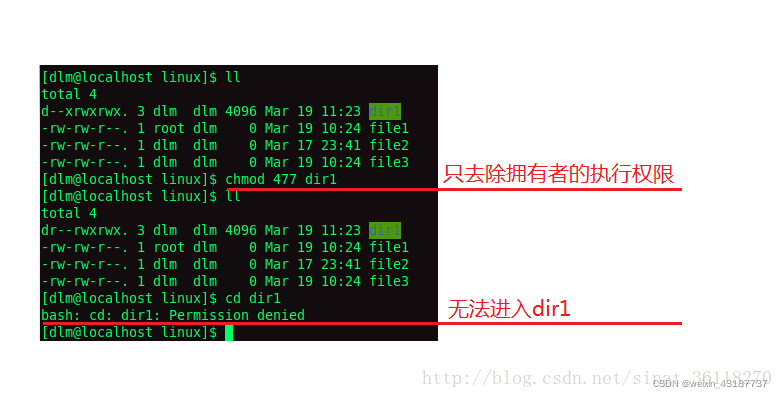 [dlm@localhost linux]$ ll
total 4
d--xrwxrwx. 3 dlm  dlm 4096 Mar 19 11:23 dir1
-rw-rw-r--. 1 root dlm    0 Mar 19 10:24 file1
-rw-rw-r--. 1 dlm  dlm    0 Mar 17 23:41 file2
-rw-rw-r--. 1 dlm  dlm    0 Mar 19 10:24 file3
[dlm@localhost linux]$ chmod 477 dir1
只去除拥有者的执行权限
[dlm@localhost linux]$ ll
total 4
dr--rwxrwx. 3 dlm  dlm 4096 Mar 19 11:23 dir1
-rw-rw-r--. 1 root dlm    0 Mar 19 10:24 file1
-rw-rw-r--. 1 dlm  dlm    0 Mar 17 23:41 file2
-rw-rw-r--. 1 dlm  dlm    0 Mar 19 10:24 file3
[dlm@localhost linux]$ cd dir1
bash: cd: dir1: Permission denied
无法进入dir1
[dlm@localhost linux]$
http://blog.csdn.net/sinat_36118270
CSDN @weixin_43187737